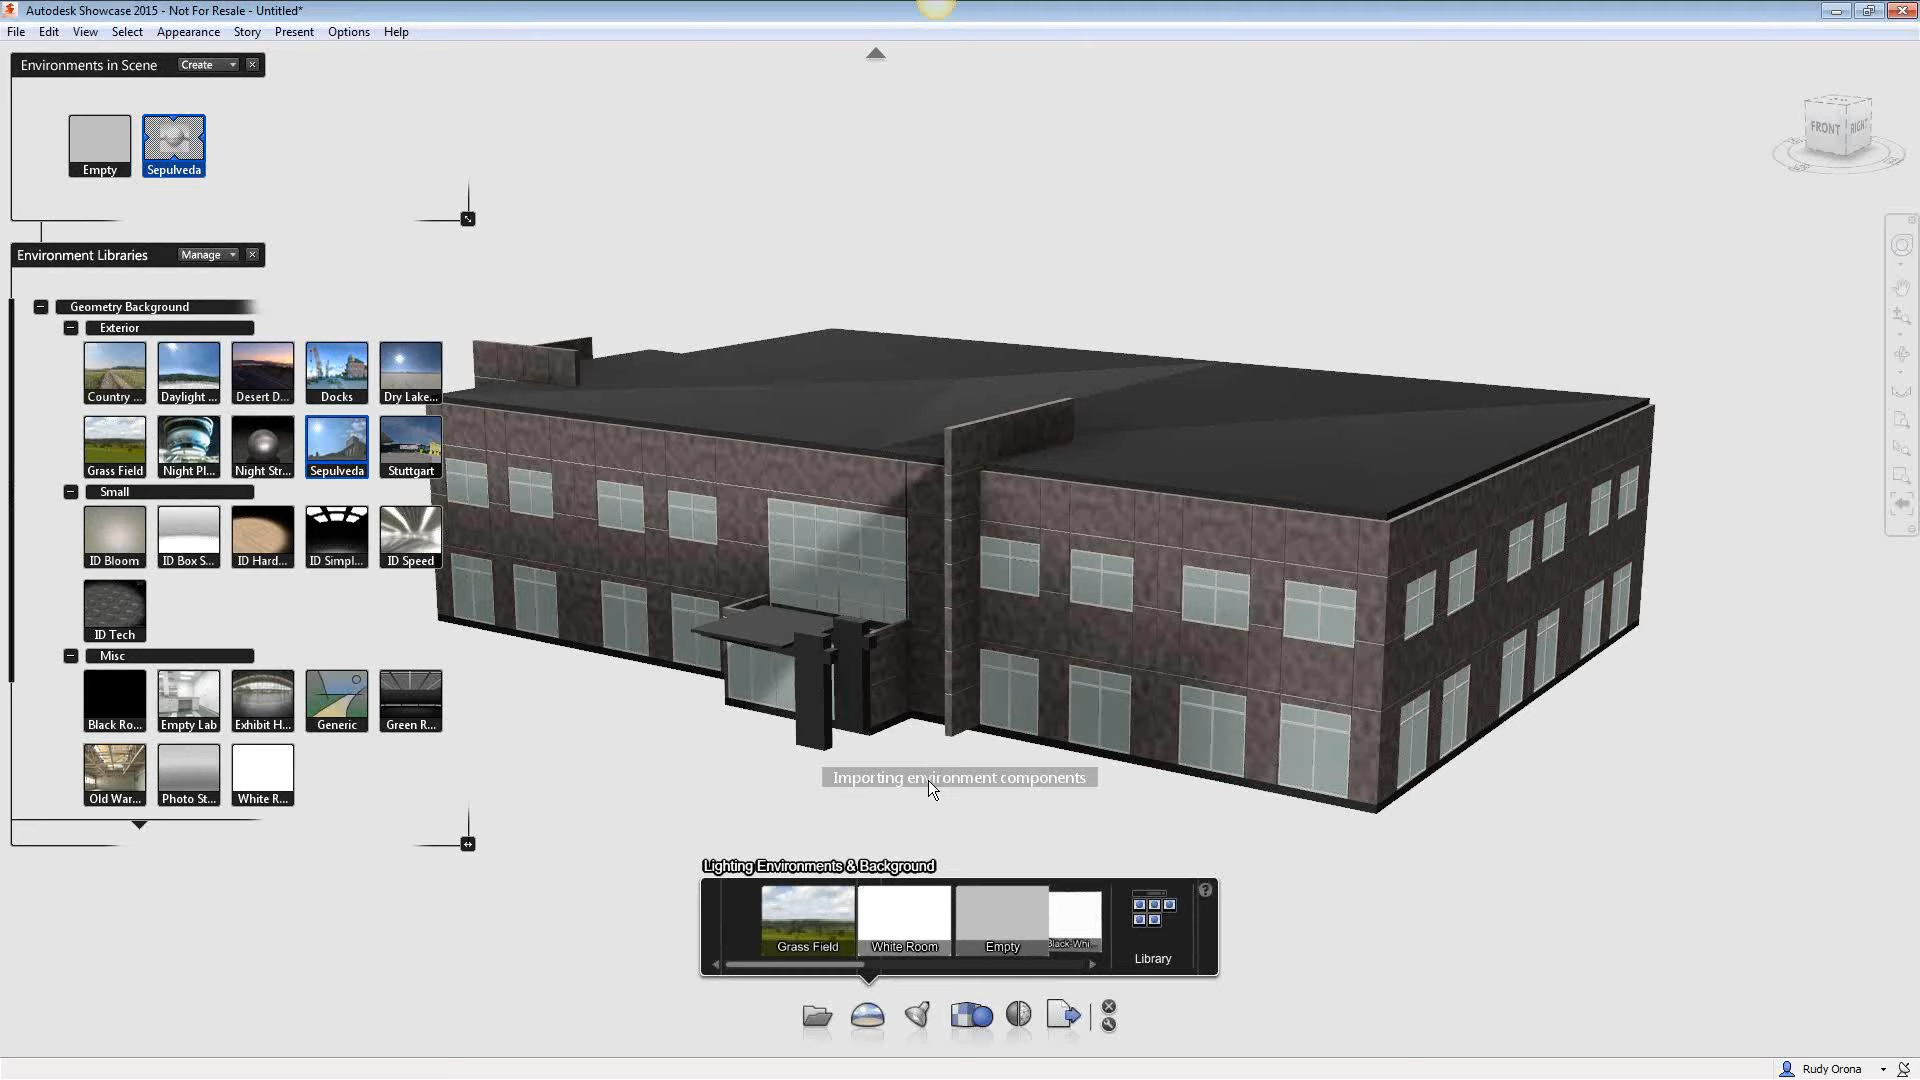 Autodesk Showcase 2015 - Not For Resale - Untitled*
File Edit View Select Appearance Story Present Options Help
Environments in Scene Create
Empty Sepulveda
FRONT RIGHT
Environment Libraries Manage
Geometry Background
Exterior
Country ... Daylight ... Desert D... Docks Dry Lake...
Grass Field Night Pl... Night Str... Sepulveda Stuttgart
Small
ID Bloom ID Box S... ID Hard... ID Simpl... ID Speed
ID Tech
Misc
Black Ro... Empty Lab Exhibit H... Generic Green R...
Old War... Photo St... White R...
Importing environment components
Lighting Environments & Background
Grass Field White Room Empty Black-Whi...
Library
Rudy Orona